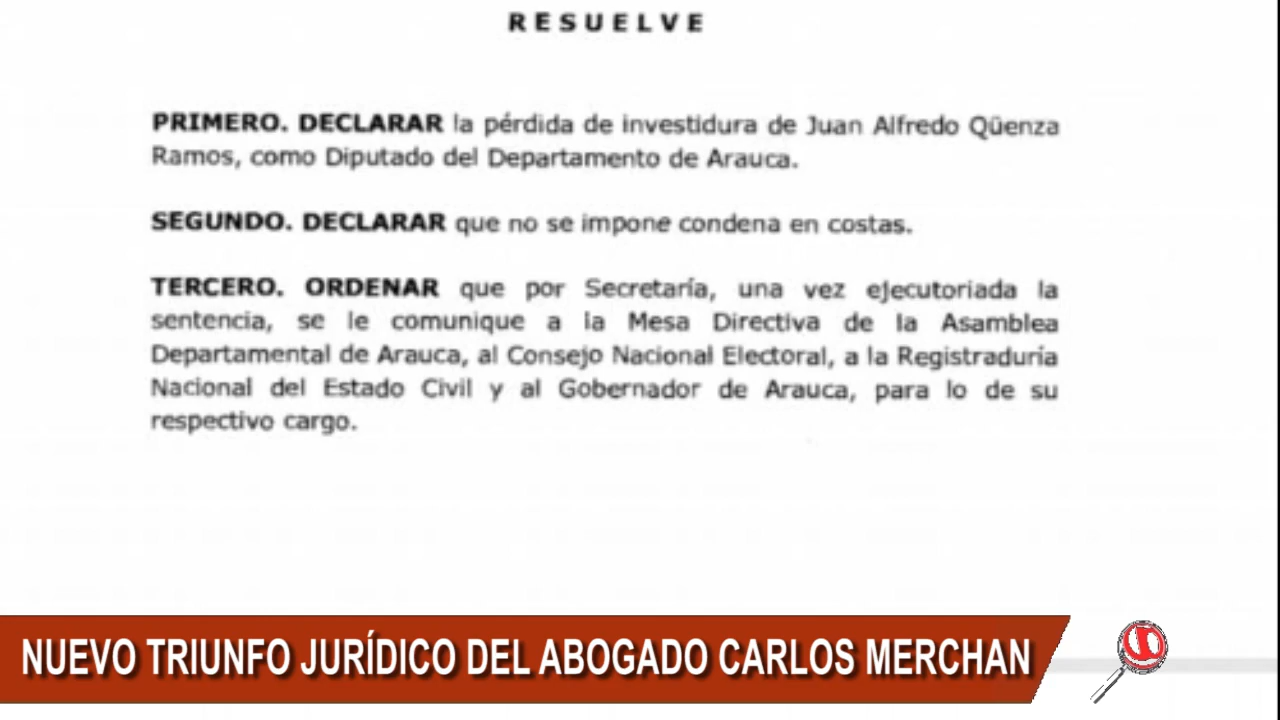 RESUELVE
PRIMERO. DECLARAR la pérdida de investidura de Juan Alfredo Qüenza
Ramos, como Diputado del Departamento de Arauca.
SEGUNDO. DECLARAR que no se impone condena en costas.
TERCERO. ORDENAR que por Secretaría, una vez ejecutoriada la
sentencia, se le comunique a la Mesa Directiva de la Asamblea
Departamental de Arauca, al Consejo Nacional Electoral, a la Registraduría
Nacional del Estado Civil y al Gobernador de Arauca, para lo de su
respectivo cargo.
NUEVO TRIUNFO JURÍDICO DEL ABOGADO CARLOS MERCHAN